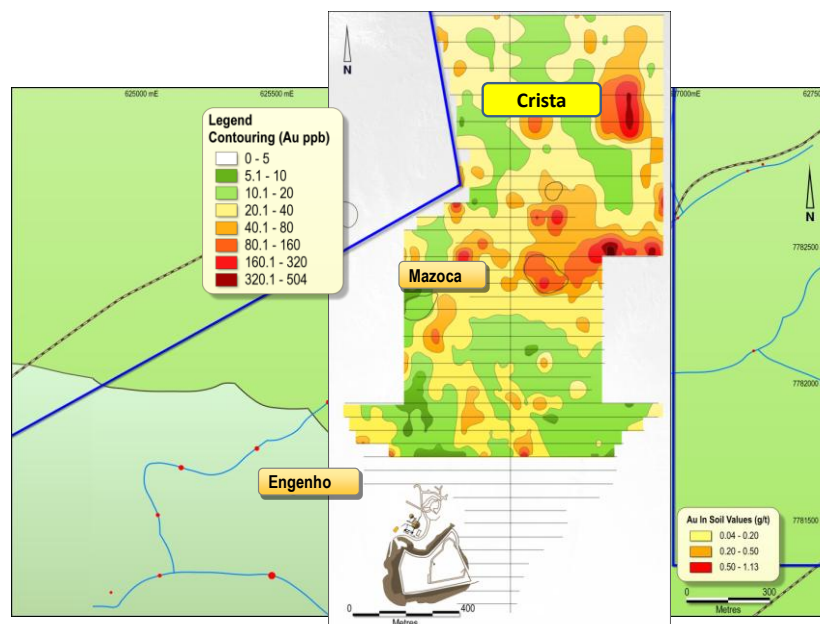 625000 mE
625500 mE
N
Crista
7000mE
6275
Legend
Contouring (Au ppb)
0 - 5
5.1 - 10
10.1 - 20
20.1 - 40
40.1 - 80
80.1 - 160
160.1 - 320
320.1 - 504
N
7782500
Mazoca
7782000
Engenho
7781500
Au In Soil Values (g/t)
0.04 - 0.20
0.20 - 0.50
0.50 - 1.13
0 300
Metres
0 400
Metres